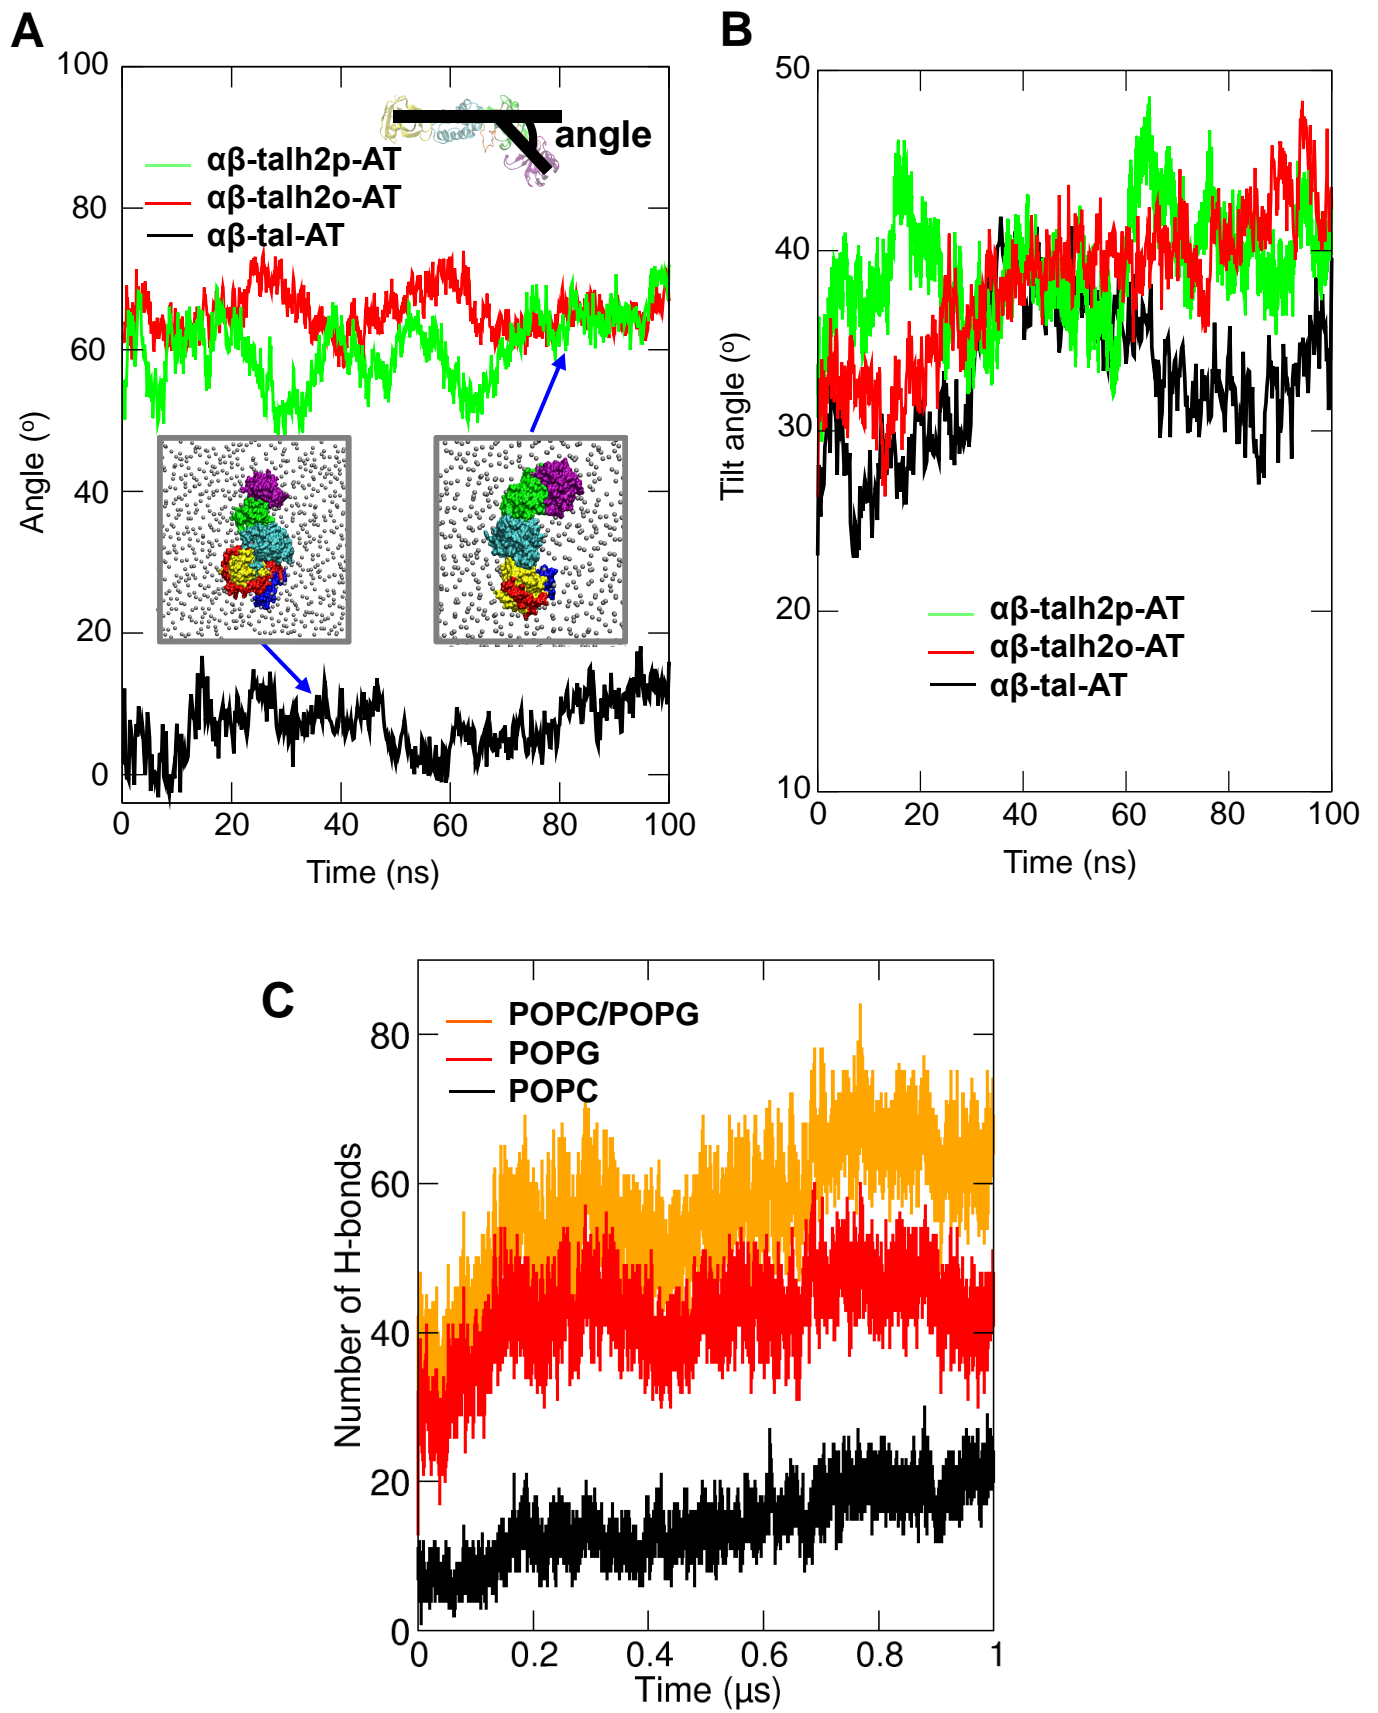 A
100
80
60
40
20
0
Angle (º)
αβ-talh2p-AT
αβ-talh2o-AT
αβ-tal-AT
angle
0 20 40 60 80 100
Time (ns)
B
50
40
30
20
10
Tilt angle (º)
αβ-talh2p-AT
αβ-talh2o-AT
αβ-tal-AT
0 20 40 60 80 100
Time (ns)
C
80
60
40
20
0
Number of H-bonds
POPC/POPG
POPG
POPC
0 0.2 0.4 0.6 0.8 1
Time (µs)